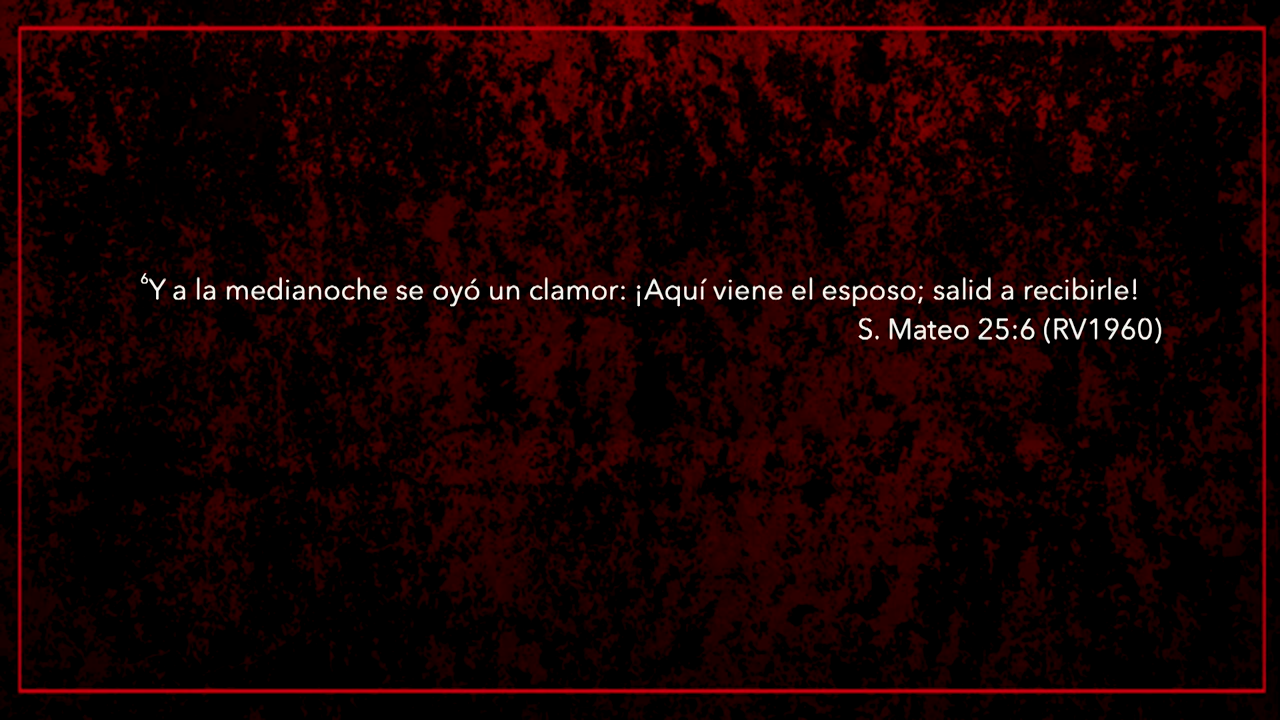 ⁶Y a la medianoche se oyó un clamor: ¡Aquí viene el esposo; salid a recibirle!
S. Mateo 25:6 (RV1960)